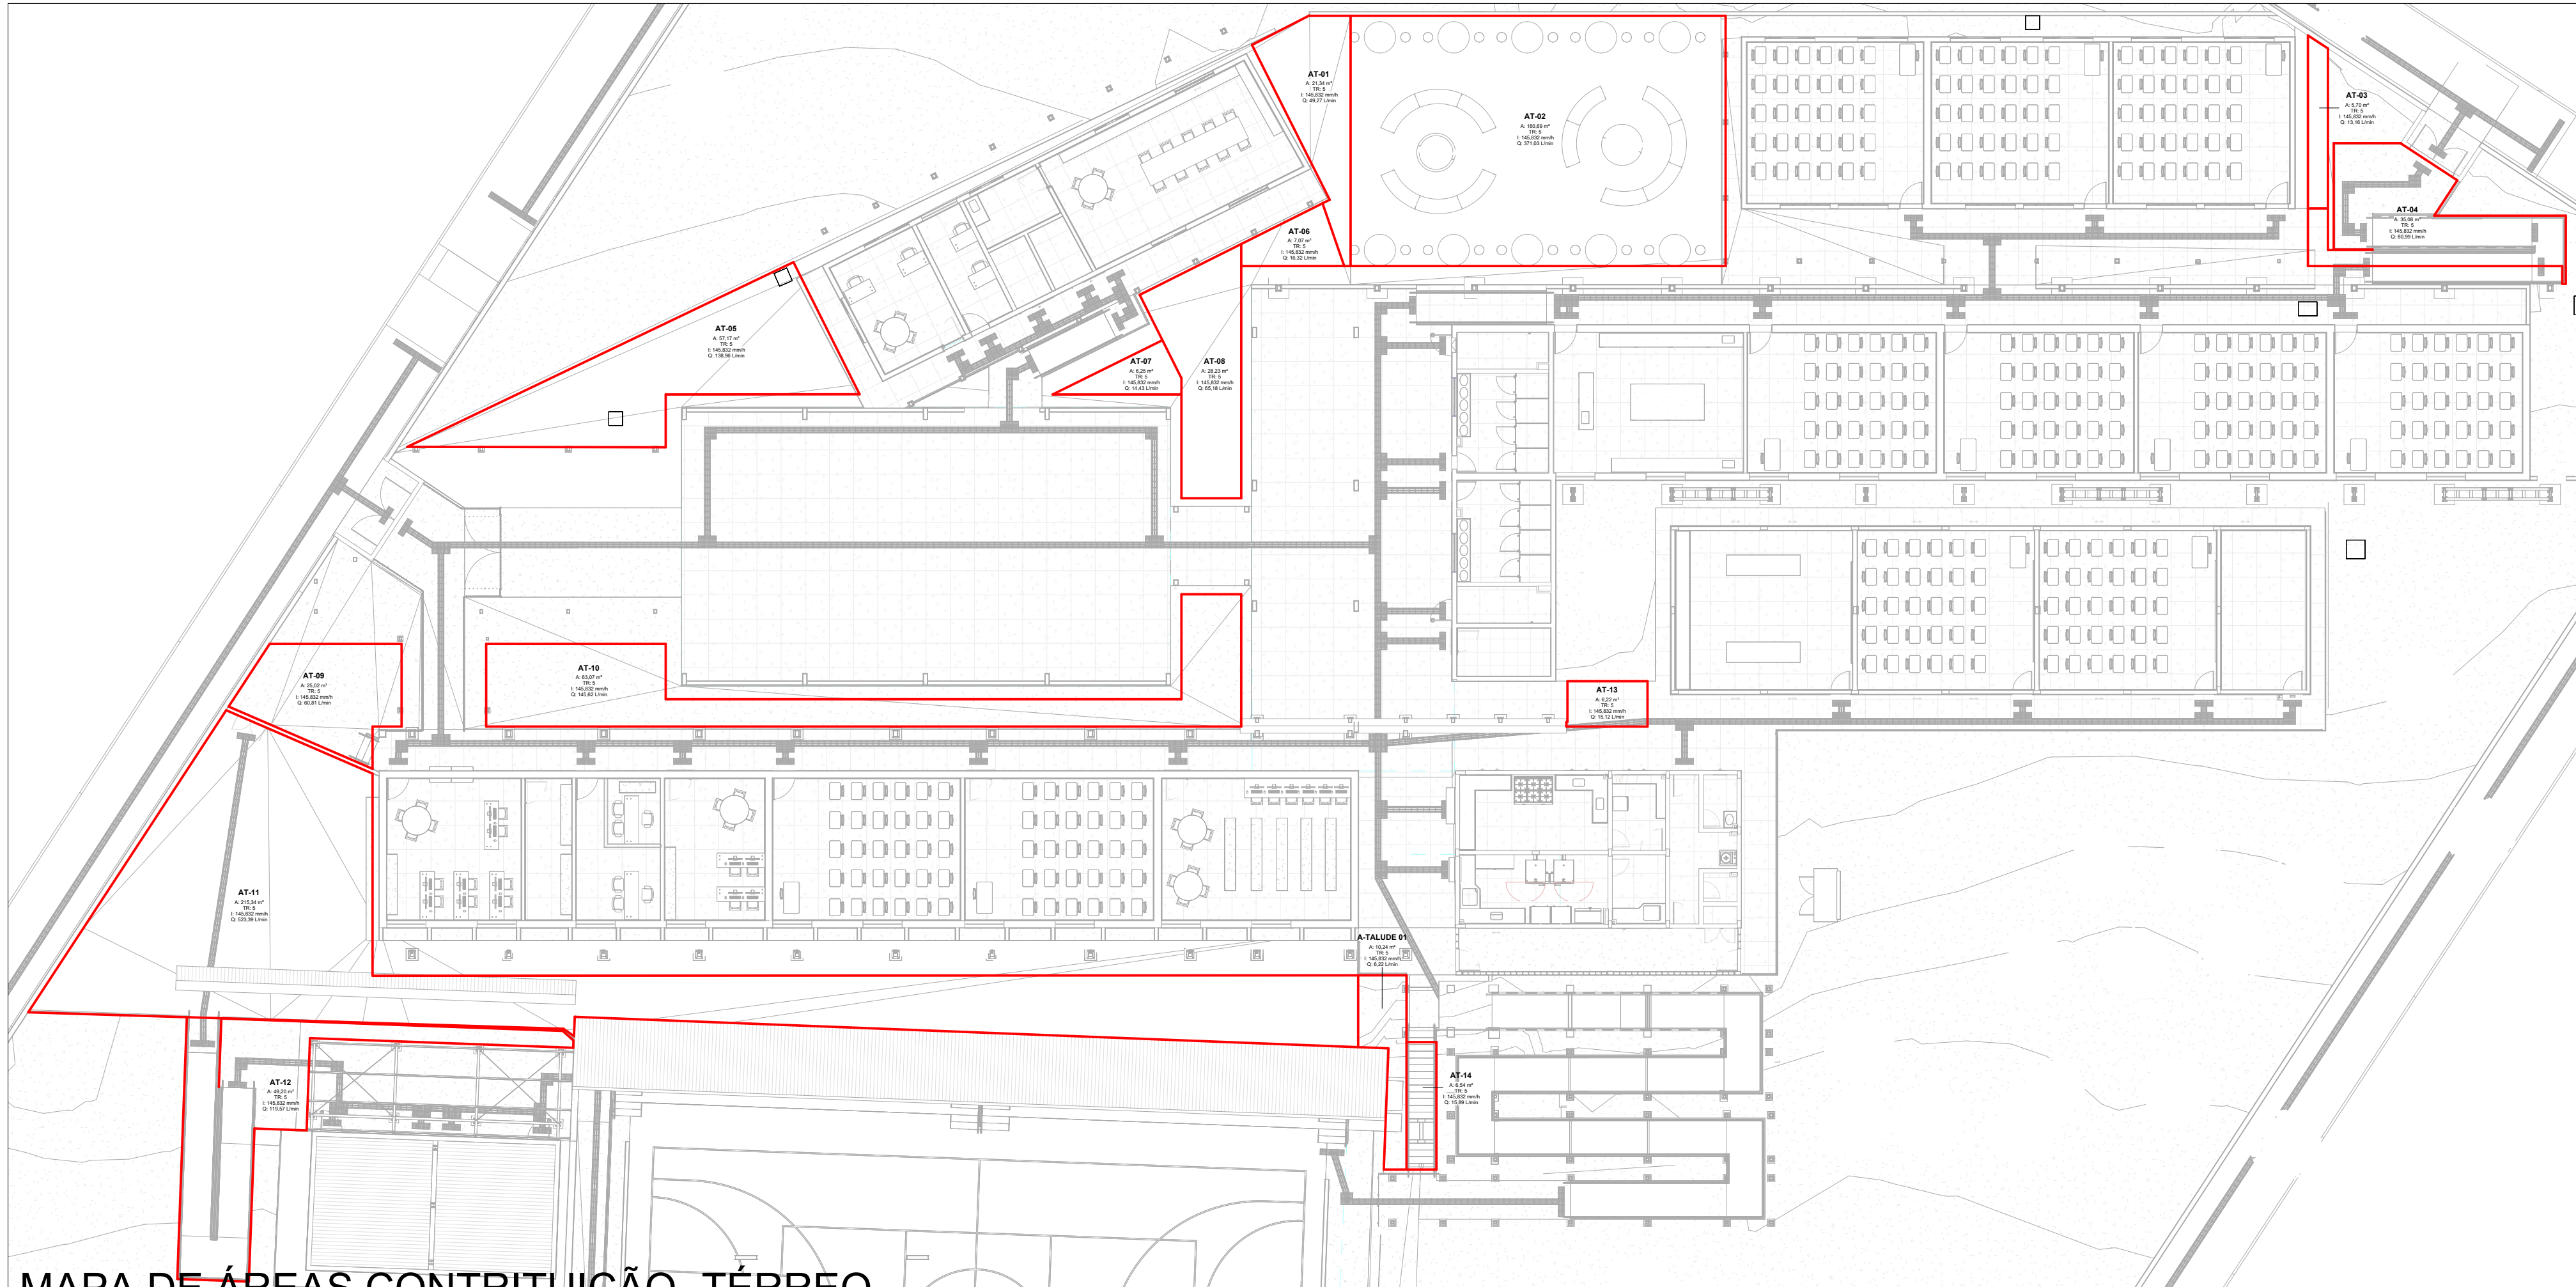 AT-01
A: 21,34 m²
TR: 5
I: 145,832 mm/h
Q: 49,27 L/min
AT-02
A: 160,69 m²
TR: 5
I: 145,832 mm/h
Q: 371,03 L/min
AT-03
A: 5,70 m²
TR: 5
I: 145,832 mm/h
Q: 13,16 L/min
AT-04
A: 35,08 m²
TR: 5
I: 145,832 mm/h
Q: 80,99 L/min
AT-06
A: 7,07 m²
TR: 5
I: 145,832 mm/h
Q: 16,32 L/min
AT-05
A: 57,17 m²
TR: 5
I: 145,832 mm/h
Q: 138,96 L/min
AT-07
A: 6,25 m²
TR: 5
I: 145,832 mm/h
Q: 14,43 L/min
AT-08
A: 28,23 m²
TR: 5
I: 145,832 mm/h
Q: 65,18 L/min
AT-09
A: 25,02 m²
TR: 5
I: 145,832 mm/h
Q: 60,81 L/min
AT-10
A: 63,07 m²
TR: 5
I: 145,832 mm/h
Q: 145,62 L/min
AT-13
A: 6,22 m²
TR: 5
I: 145,832 mm/h
Q: 15,12 L/min
AT-11
A: 215,34 m²
TR: 5
I: 145,832 mm/h
Q: 523,39 L/min
A-TALUDE 01
A: 10,24 m²
TR: 5
I: 145,832 mm/h
Q: 6,22 L/min
AT-12
A: 49,20 m²
TR: 5
I: 145,832 mm/h
Q: 119,57 L/min
AT-14
A: 6,54 m²
TR: 5
I: 145,832 mm/h
Q: 15,89 L/min
MAPA DE ÁREAS CONTRITUIÇÃO- TÉRREO